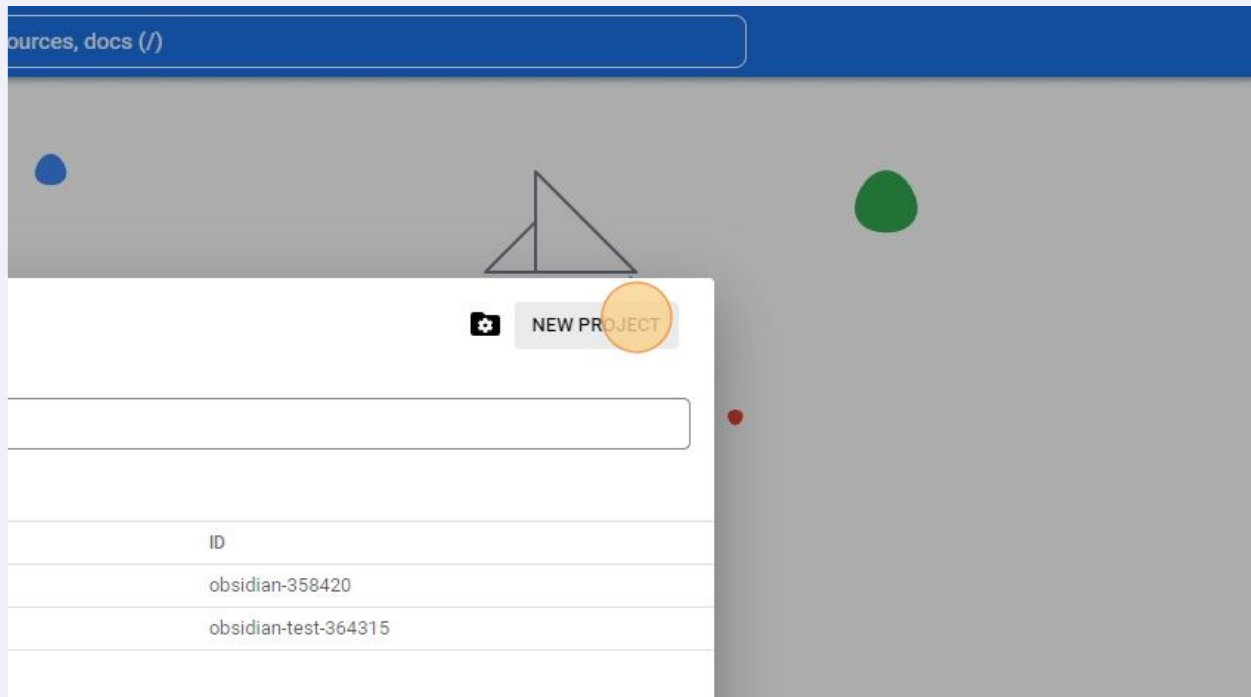 ources, docs (/)
NEW PROJECT
ID
obsidian-358420
obsidian-test-364315